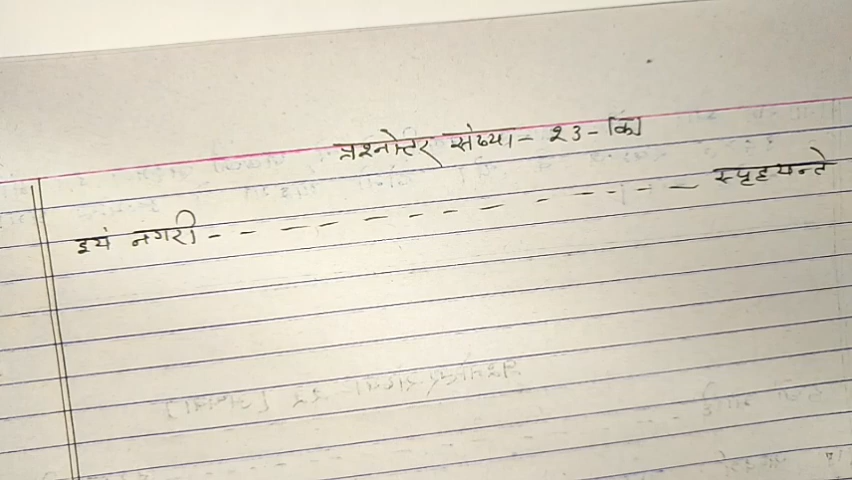 प्रश्नोत्तर संख्या - 23 - [क]
इयं नगरी - - - - - - - - - - - - - स्पृहयन्ते